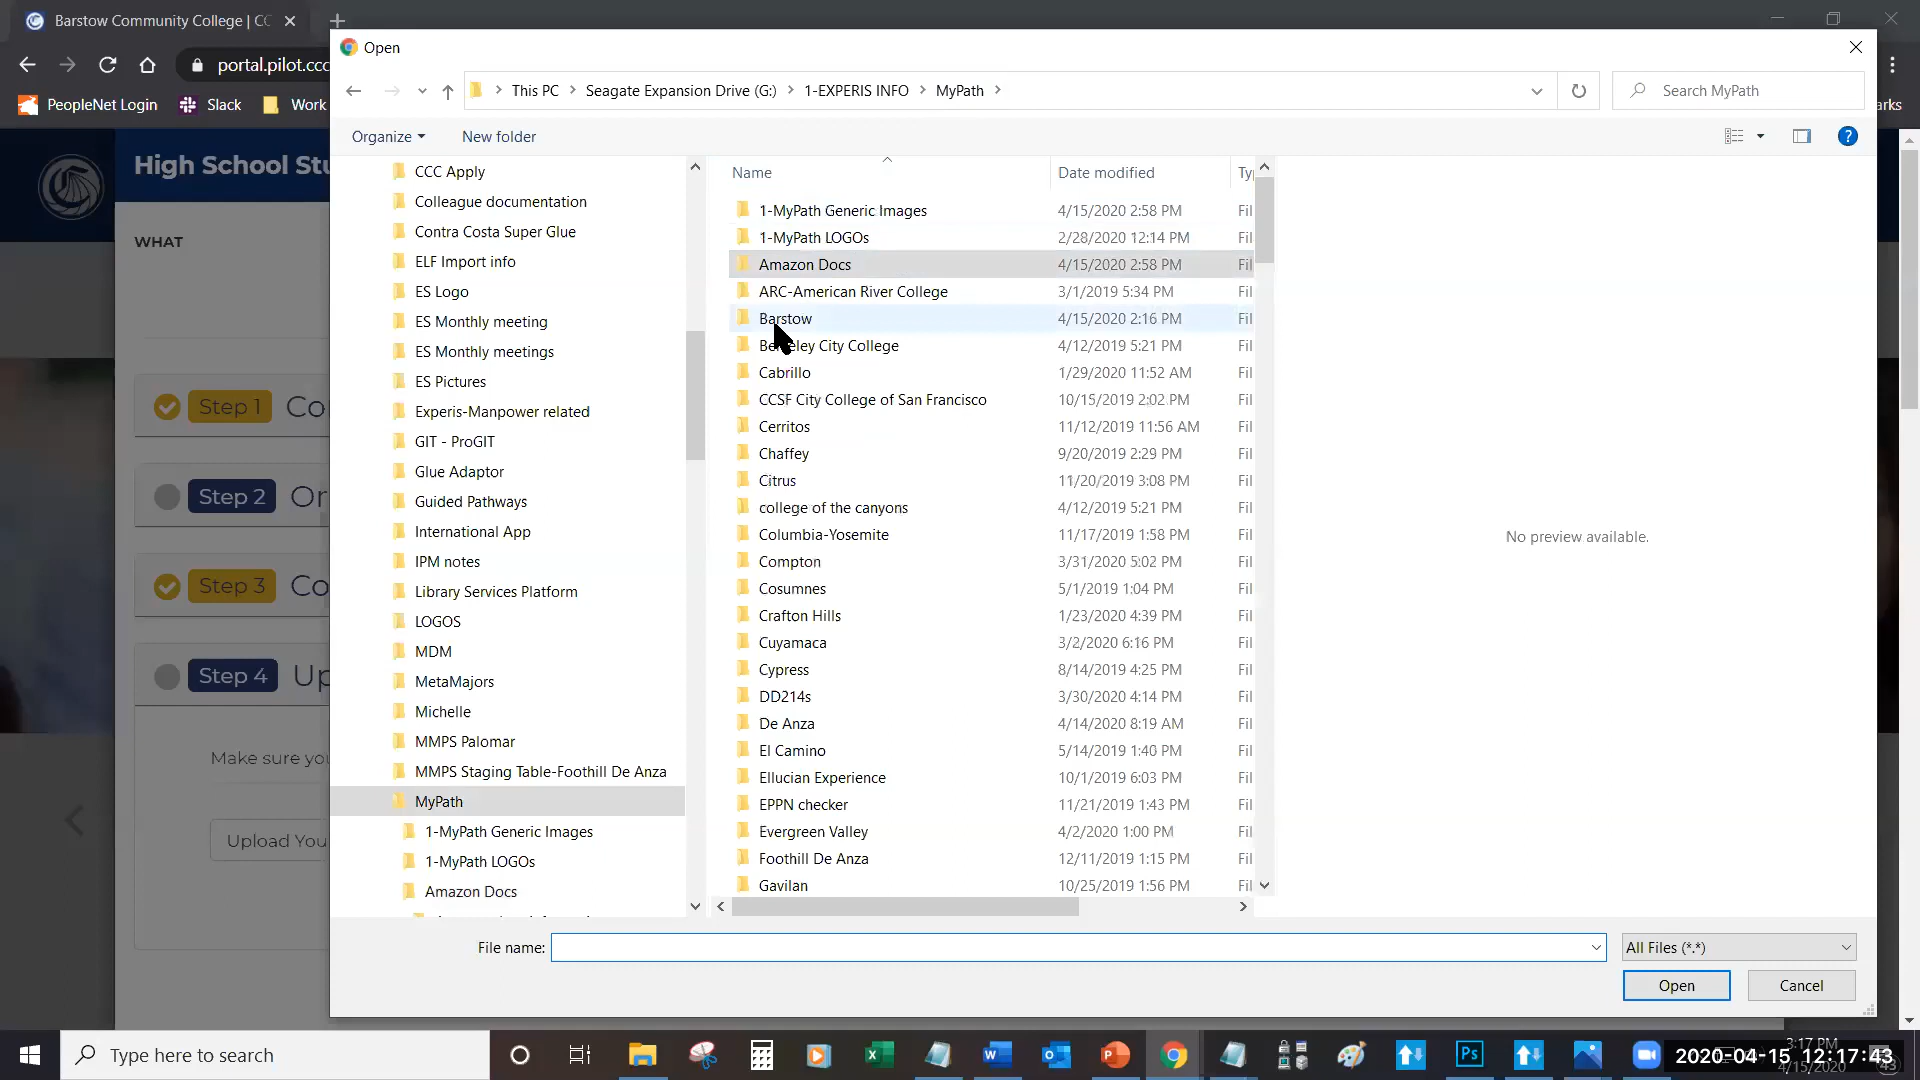 Barstow Community College | CC
portal.pilot.ccc
PeopleNet Login
Slack
Work
arks
High School Stu
WHAT
Step 1 Co
Step 2 Or
Step 3 Co
Step 4 Up
Make sure you
Upload You
Open
This PC > Seagate Expansion Drive (G:) > 1-EXPERIS INFO > MyPath >
Search MyPath
Organize
New folder
CCC Apply
Colleague documentation
Contra Costa Super Glue
ELF Import info
ES Logo
ES Monthly meeting
ES Monthly meetings
ES Pictures
Experis-Manpower related
GIT - ProGIT
Glue Adaptor
Guided Pathways
International App
IPM notes
Library Services Platform
LOGOS
MDM
MetaMajors
Michelle
MMPS Palomar
MMPS Staging Table-Foothill De Anza
MyPath
1-MyPath Generic Images
1-MyPath LOGOs
Amazon Docs
Name Date modified Ty
1-MyPath Generic Images 4/15/2020 2:58 PM Fil
1-MyPath LOGOs 2/28/2020 12:14 PM Fil
Amazon Docs 4/15/2020 2:58 PM Fil
ARC-American River College 3/1/2019 5:34 PM Fil
Barstow 4/15/2020 2:16 PM Fil
Be eley City College 4/12/2019 5:21 PM Fil
Cabrillo 1/29/2020 11:52 AM Fil
CCSF City College of San Francisco 10/15/2019 2:02 PM Fil
Cerritos 11/12/2019 11:56 AM Fil
Chaffey 9/20/2019 2:29 PM Fil
Citrus 11/20/2019 3:08 PM Fil
college of the canyons 4/12/2019 5:21 PM Fil
Columbia-Yosemite 11/17/2019 1:58 PM Fil
Compton 3/31/2020 5:02 PM Fil
Cosumnes 5/1/2019 1:04 PM Fil
Crafton Hills 1/23/2020 4:39 PM Fil
Cuyamaca 3/2/2020 6:16 PM Fil
Cypress 8/14/2019 4:25 PM Fil
DD214s 3/30/2020 4:14 PM Fil
De Anza 4/14/2020 8:19 AM Fil
El Camino 5/14/2019 1:40 PM Fil
Ellucian Experience 10/1/2019 6:03 PM Fil
EPPN checker 11/21/2019 1:43 PM Fil
Evergreen Valley 4/2/2020 1:00 PM Fil
Foothill De Anza 12/11/2019 1:15 PM Fil
Gavilan 10/25/2019 1:56 PM Fil
No preview available.
File name:
All Files (*.*)
Open
Cancel
Type here to search
3:17 PM
2020-04-15 12:17:43
4/15/2020